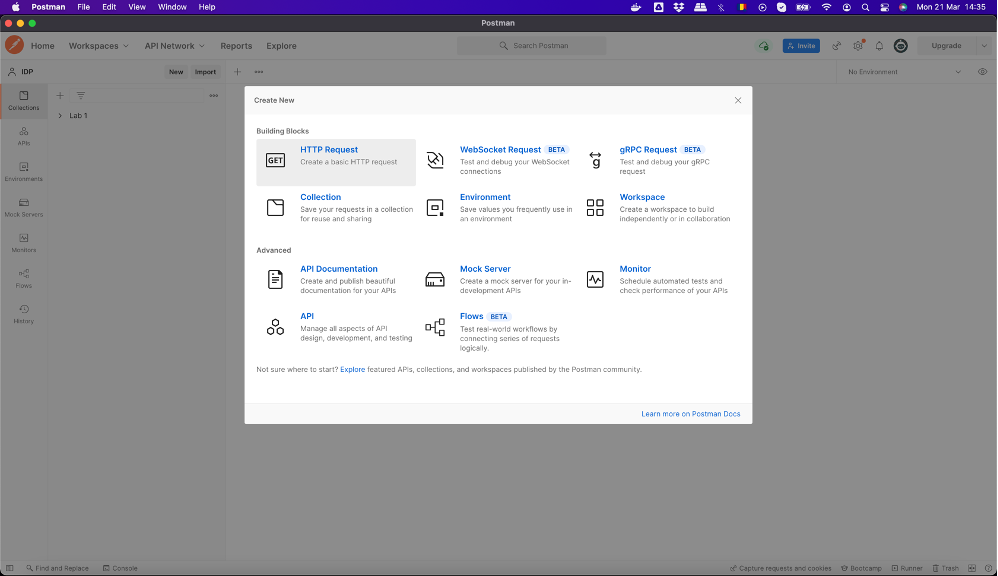 Postman File Edit View Window Help
Mon 21 Mar 14:35
Postman
Home Workspaces API Network Reports Explore
Search Postman
Invite
Upgrade
IDP
New Import
No Environment
Collections
APIs
Environments
Mock Servers
Monitors
Flows
History
Lab 1
Create New
Building Blocks
GET
HTTP Request
Create a basic HTTP request
WebSocket Request BETA
Test and debug your WebSocket
connections
g
gRPC Request BETA
Test and debug your gRPC
request
Collection
Save your requests in a collection
for reuse and sharing
Environment
Save values you frequently use in
an environment
Workspace
Create a workspace to build
independently or in collaboration
Advanced
API Documentation
Create and publish beautiful
documentation for your APIs
Mock Server
Create a mock server for your in-
development APIs
Monitor
Schedule automated tests and
check performance of your APIs
API
Manage all aspects of API
design, development, and testing
Flows BETA
Test real-world workflows by
connecting series of requests
logically.
Not sure where to start? Explore featured APIs, collections, and workspaces published by the Postman community.
Learn more on Postman Docs
Find and Replace Console
Capture requests and cookies Bootcamp Runner Trash